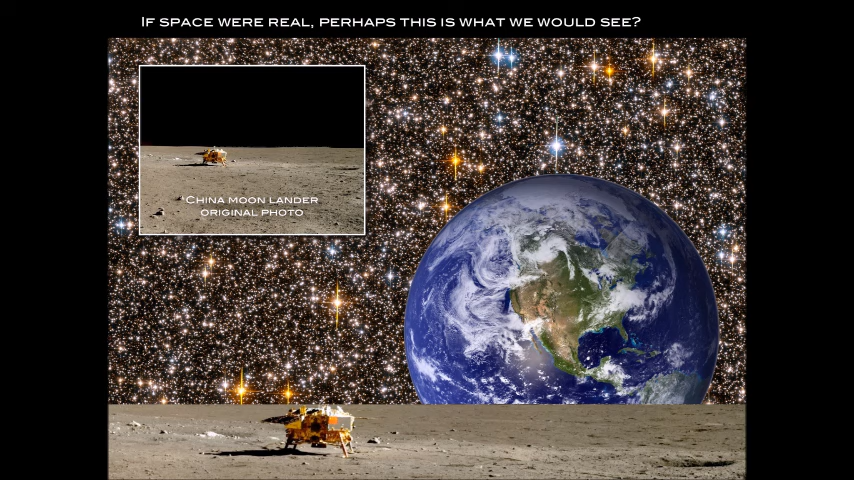 If space were real, perhaps this is what we would see?
*China moon lander
original photo